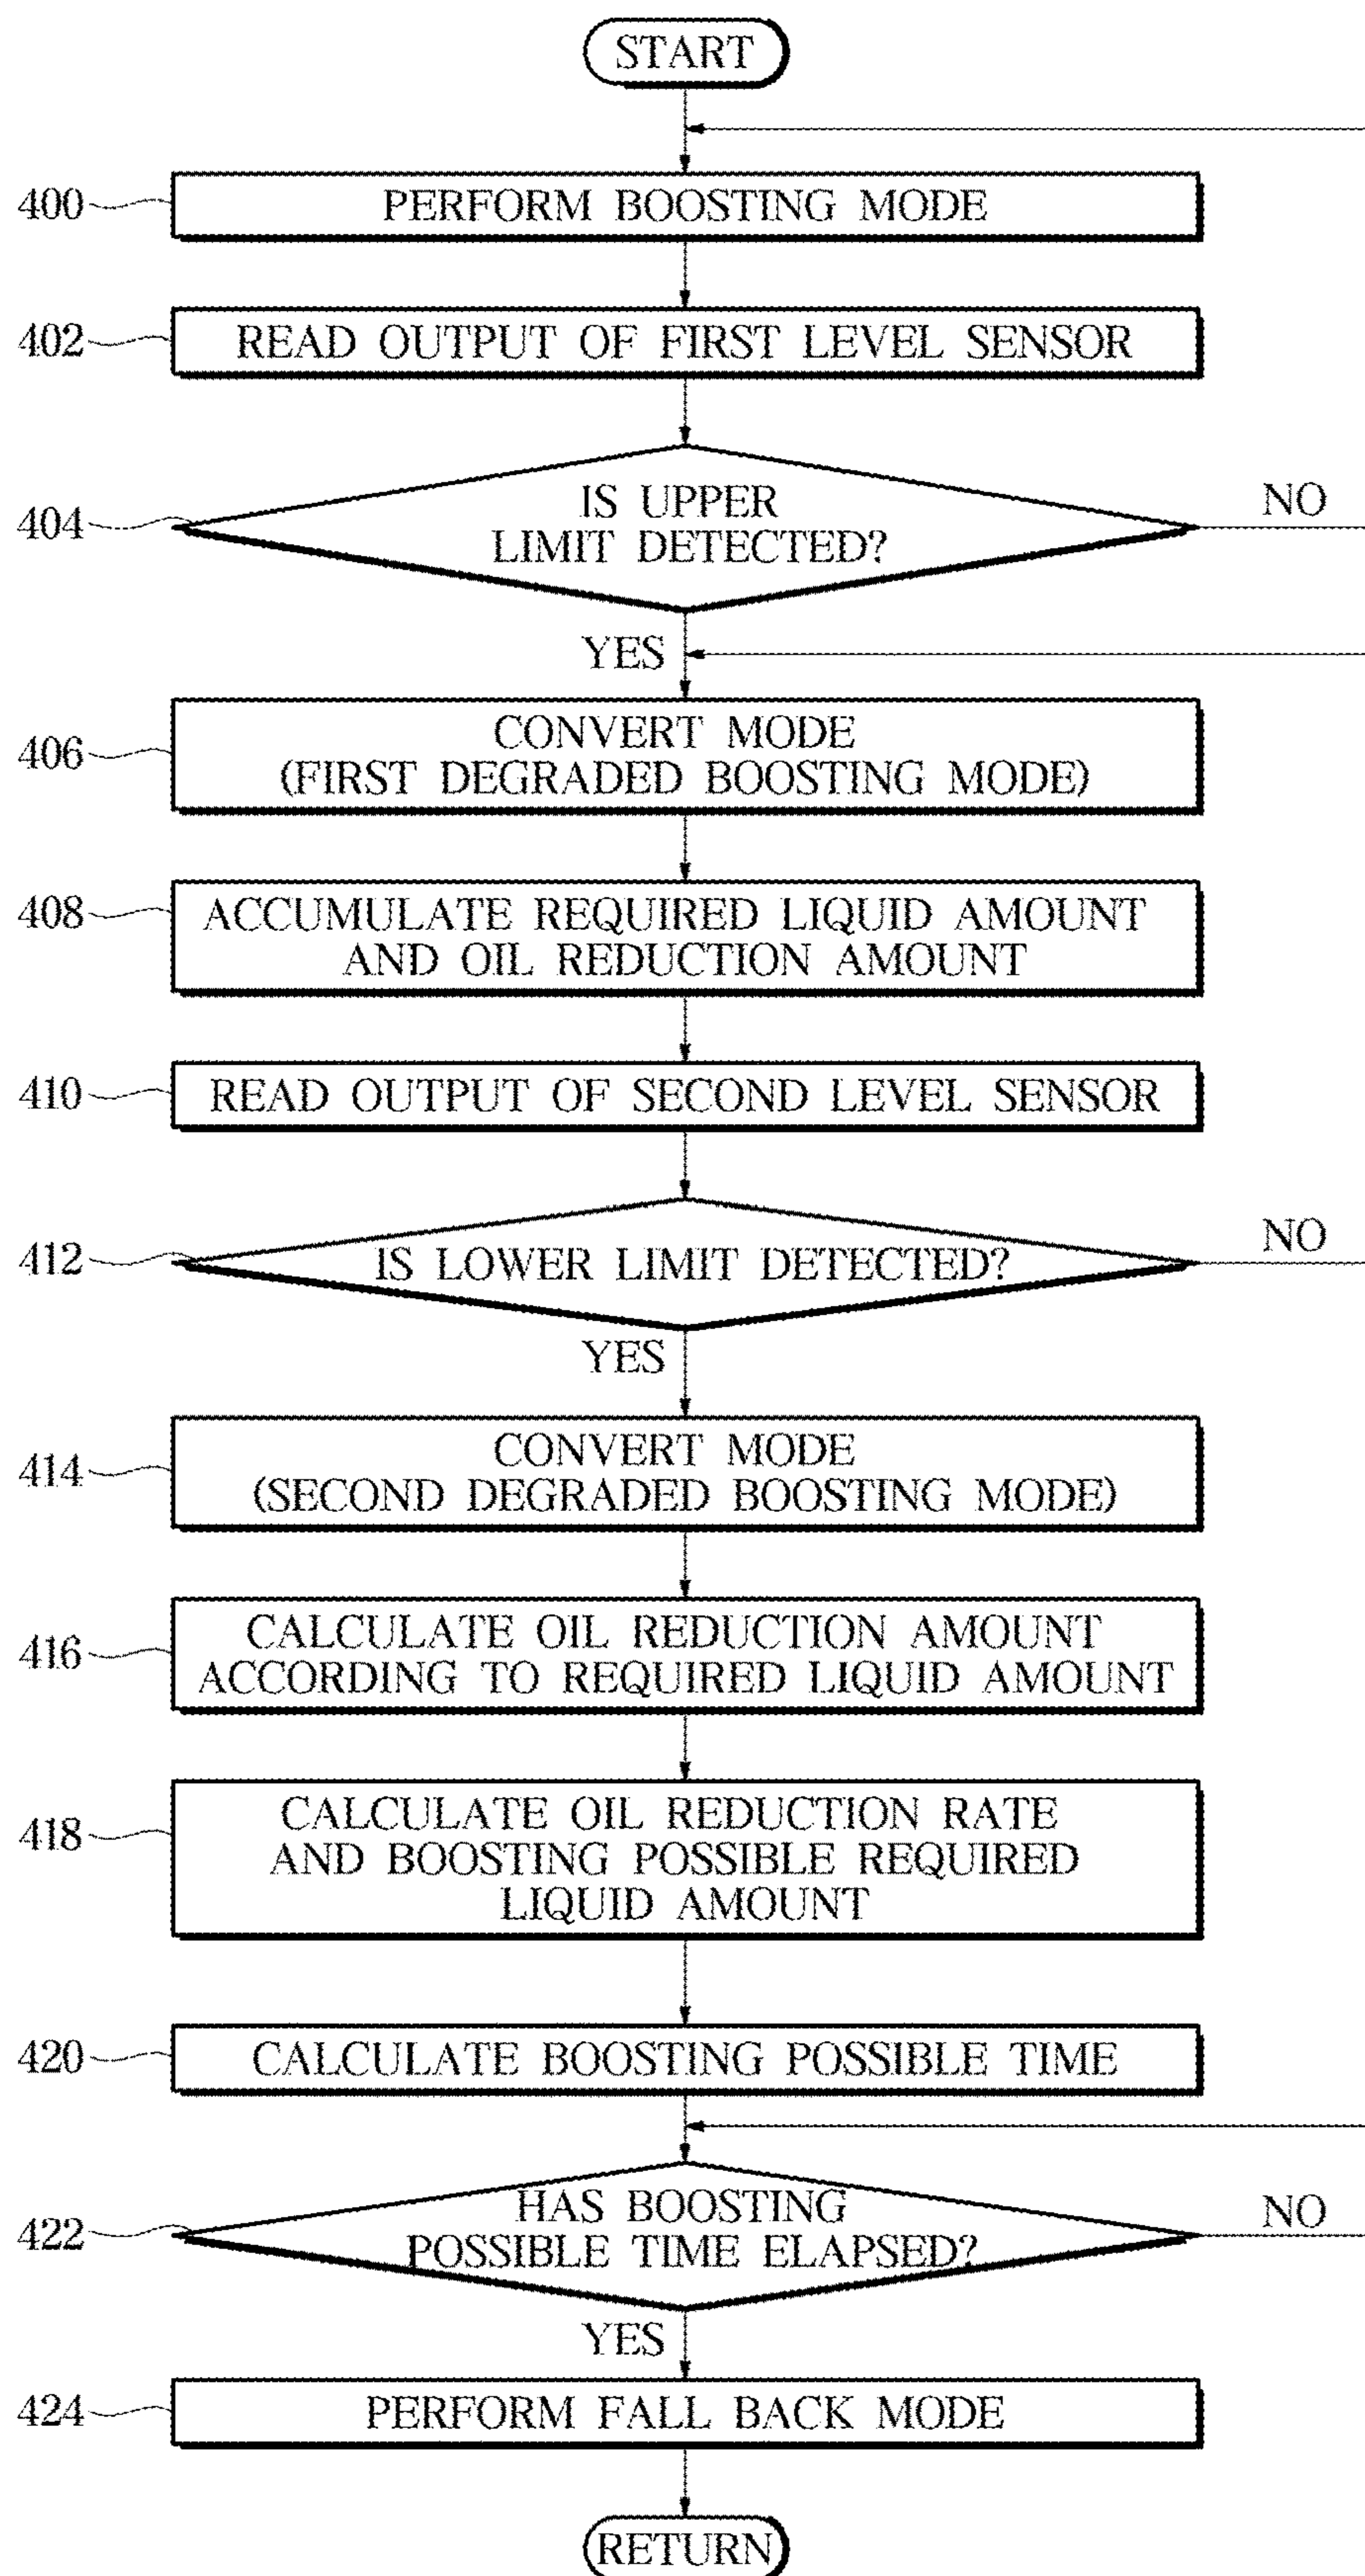 START
400
PERFORM BOOSTING MODE
402
READ OUTPUT OF FIRST LEVEL SENSOR
404
IS UPPER
LIMIT DETECTED?
NO
YES
406
CONVERT MODE
(FIRST DEGRADED BOOSTING MODE)
408
ACCUMULATE REQUIRED LIQUID AMOUNT
AND OIL REDUCTION AMOUNT
410
READ OUTPUT OF SECOND LEVEL SENSOR
412
IS LOWER LIMIT DETECTED?
NO
YES
414
CONVERT MODE
(SECOND DEGRADED BOOSTING MODE)
416
CALCULATE OIL REDUCTION AMOUNT
ACCORDING TO REQUIRED LIQUID AMOUNT
418
CALCULATE OIL REDUCTION RATE
AND BOOSTING POSSIBLE REQUIRED
LIQUID AMOUNT
420
CALCULATE BOOSTING POSSIBLE TIME
422
HAS BOOSTING
POSSIBLE TIME ELAPSED?
NO
YES
424
PERFORM FALL BACK MODE
RETURN